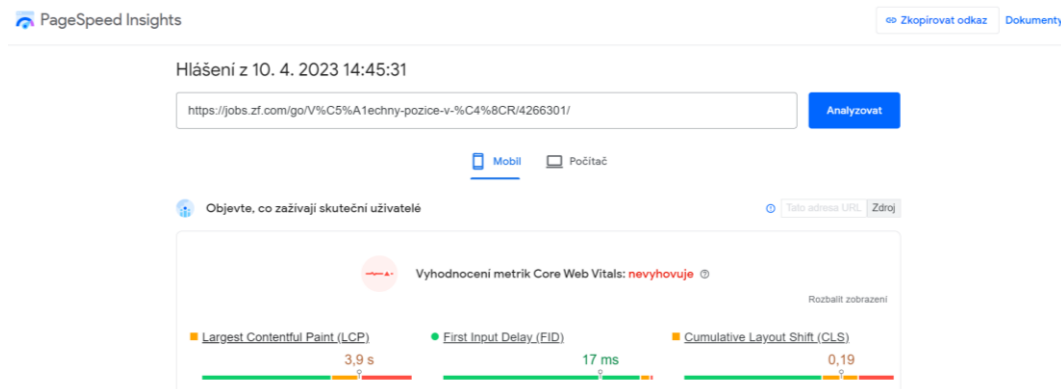 PageSpeed Insights
Zkopírovat odkaz
Dokumenty
Hlášení z 10. 4. 2023 14:45:31
https://jobs.zf.com/go/V%C5%A1echny-pozice-v-%C4%8CR/4266301/
Analyzovat
Mobil
Počítač
Objevte, co zažívají skuteční uživatelé
Tato adresa URL
Zdroj
Vyhodnocení metrik Core Web Vitals: nevyhovuje
Rozbalit zobrazení
Largest Contentful Paint (LCP)
First Input Delay (FID)
Cumulative Layout Shift (CLS)
3,9 s
17 ms
0,19